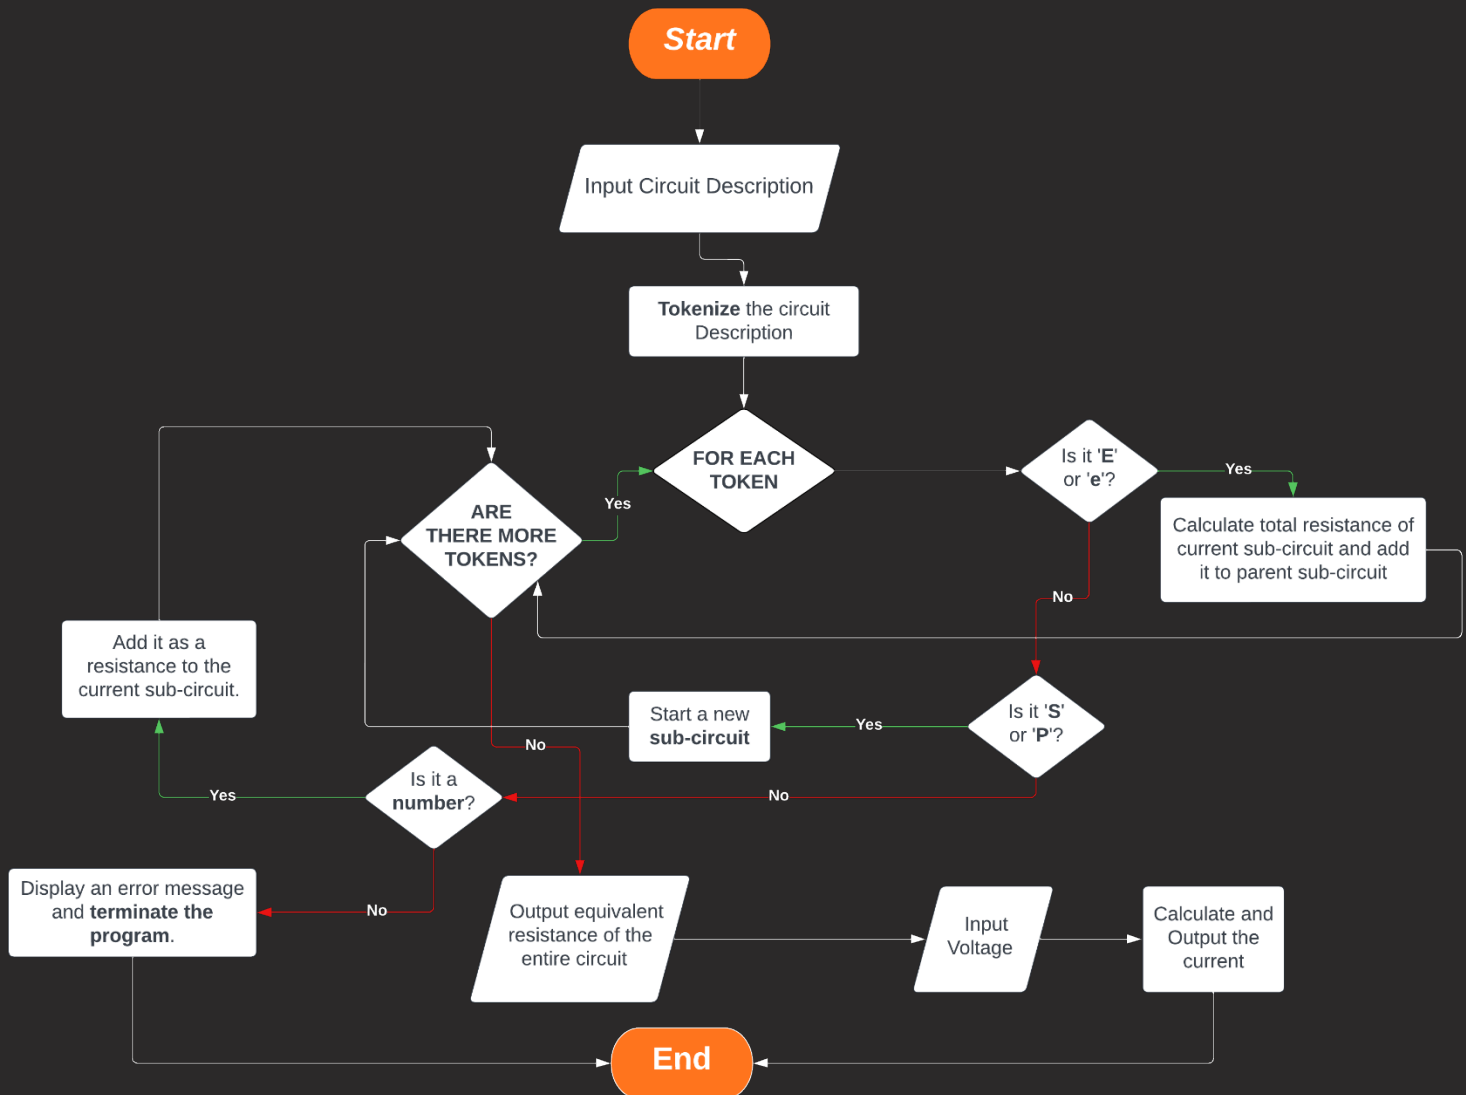 Start
Input Circuit Description
Tokenize the circuit
Description
FOR EACH
TOKEN
Is it 'E'
or 'e'?
Yes
Calculate total resistance of
current sub-circuit and add
it to parent sub-circuit
No
ARE
THERE MORE
TOKENS?
Yes
No
Is it 'S'
or 'P'?
Yes
Start a new
sub-circuit
No
Is it a
number?
Yes
Add it as a
resistance to the
current sub-circuit.
No
Display an error message
and terminate the
program.
Output equivalent
resistance of the
entire circuit
Input
Voltage
Calculate and
Output the
current
End